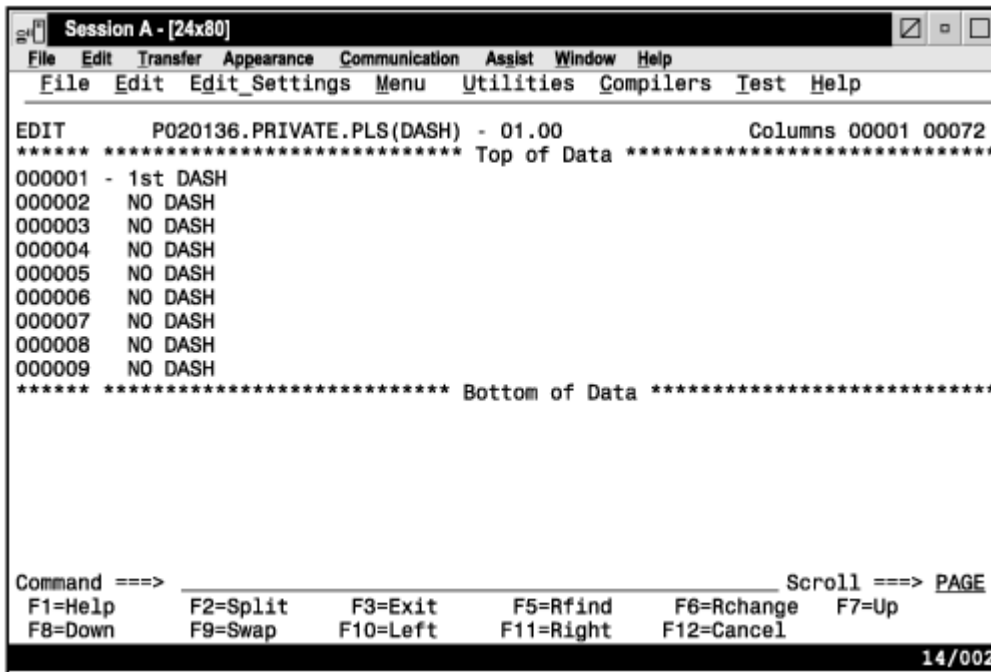 Session A - [24x80]
File Edit Transfer Appearance Communication Assist Window Help
File Edit Edit_Settings Menu Utilities Compilers Test Help
EDIT P020136.PRIVATE.PLS(DASH) - 01.00 Columns 00001 00072
****** ***************************** Top of Data ******************************
000001 - 1st DASH
000002 NO DASH
000003 NO DASH
000004 NO DASH
000005 NO DASH
000006 NO DASH
000007 NO DASH
000008 NO DASH
000009 NO DASH
****** **************************** Bottom of Data ****************************
Command ===> Scroll ===> PAGE
F1=Help F2=Split F3=Exit F5=Rfind F6=Rchange F7=Up
F8=Down F9=Swap F10=Left F11=Right F12=Cancel
14/002